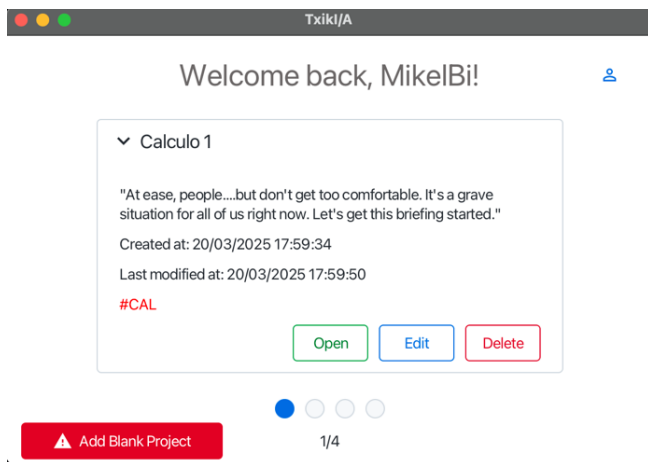 TxikI/A
Welcome back, MikelBi!
Calculo 1
"At ease, people....but don't get too comfortable. It's a grave
situation for all of us right now. Let's get this briefing started."
Created at: 20/03/2025 17:59:34
Last modified at: 20/03/2025 17:59:50
#CAL
Open Edit Delete
Add Blank Project
1/4